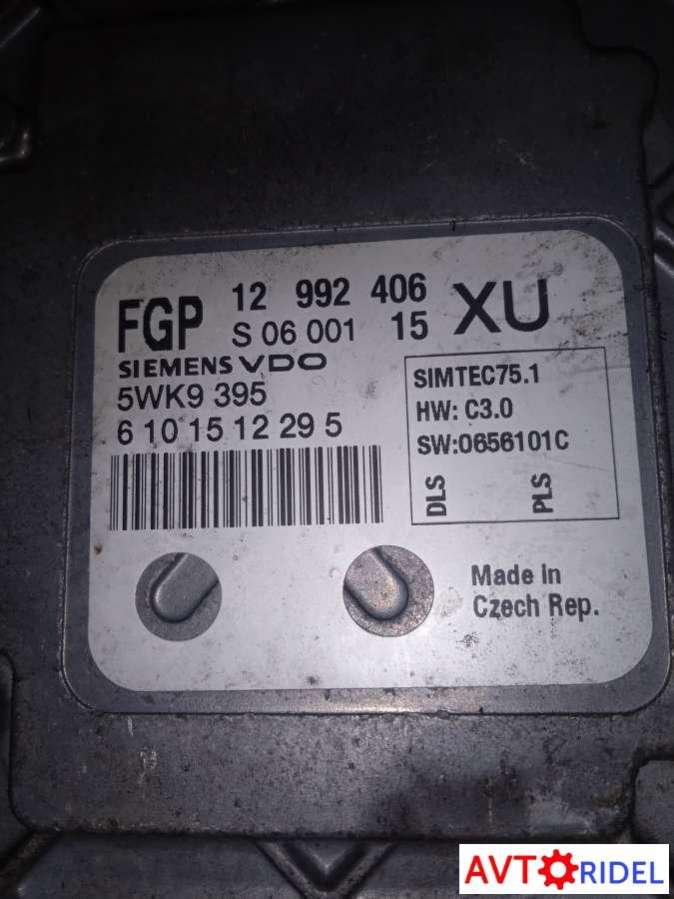 FGP 12 992 406 XU
S 06 001 15
SIEMENS VDO
5WK9 395
6 10 15 12 29 5
SIMTEC75.1
HW: C3.0
SW:0656101C
DLS PLS
Made in
Czech Rep.
AVTORIDEL